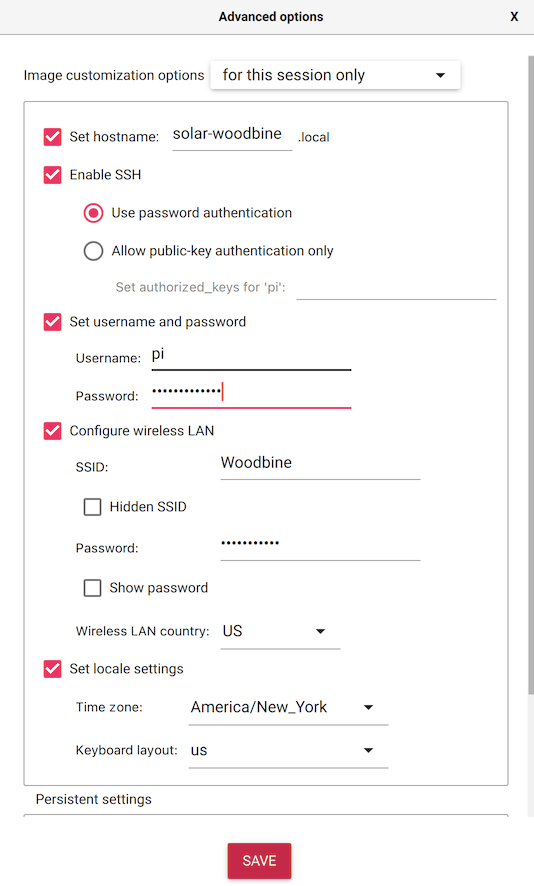 Advanced options X
Image customization options for this session only
Set hostname: solar-woodbine .local
Enable SSH
Use password authentication
Allow public-key authentication only
Set authorized_keys for 'pi':
Set username and password
Username: pi
Password: •••••••••••••
Configure wireless LAN
SSID: Woodbine
Hidden SSID
Password: •••••••••••
Show password
Wireless LAN country: US
Set locale settings
Time zone: America/New_York
Keyboard layout: us
Persistent settings
SAVE